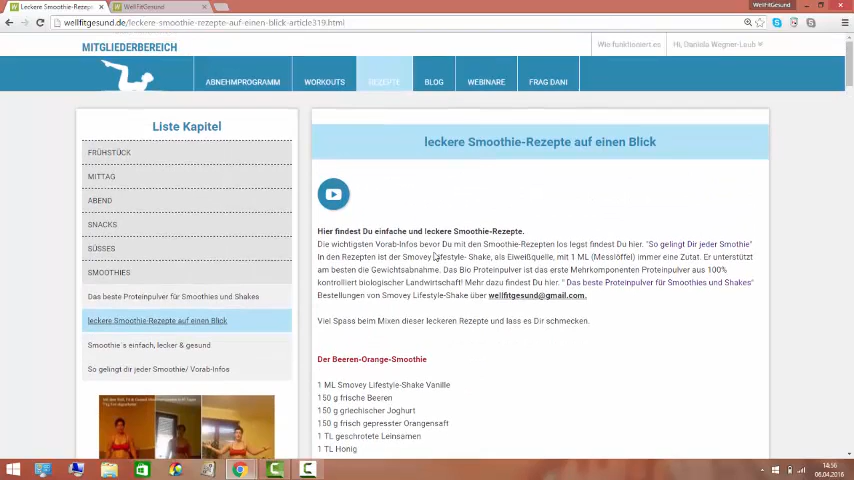 Leckere Smoothie-Rezepte
WellFitGesund
WellFitGesund
wellfitgesund.de/leckere-smoothie-rezepte-auf-einen-blick-article319.html
MITGLIEDERBEREICH
Wie funktioniert es
Hi, Daniela Wegner-Laub
ABNEHMPROGRAMM
WORKOUTS
REZEPTE
BLOG
WEBINARE
FRAG DANI
Liste Kapitel
FRÜHSTÜCK
MITTAG
ABEND
SNACKS
SÜSSES
SMOOTHIES
Das beste Proteinpulver für Smoothies und Shakes
leckere Smoothie-Rezepte auf einen Blick
Smoothie´s einfach, lecker & gesund
So gelingt dir jeder Smoothie/ Vorab-Infos
leckere Smoothie-Rezepte auf einen Blick
Hier findest Du einfache und leckere Smoothie-Rezepte.
Die wichtigsten Vorab-Infos bevor Du mit den Smoothie-Rezepten los legst findest Du hier. "So gelingt Dir jeder Smothie"
In den Rezepten ist der Smovey Lifestyle- Shake, als Eiweißquelle, mit 1 ML (Messlöffel) immer eine Zutat. Er unterstützt
am besten die Gewichtsabnahme. Das Bio Proteinpulver ist das erste Mehrkomponenten Proteinpulver aus 100%
kontrolliert biologischer Landwirtschaft! Mehr dazu findest Du hier. " Das beste Proteinpulver für Smoothies und Shakes"
Bestellungen von Smovey Lifestyle-Shake über wellfitgesund@gmail.com.
Viel Spass beim Mixen dieser leckeren Rezepte und lass es Dir schmecken.
Der Beeren-Orange-Smoothie
1 ML Smovey Lifestyle-Shake Vanille
150 g frische Beeren
150 g griechischer Joghurt
150 g frisch gepresster Orangensaft
1 TL geschrotete Leinsamen
1 TL Honig
14:56
06.04.2016